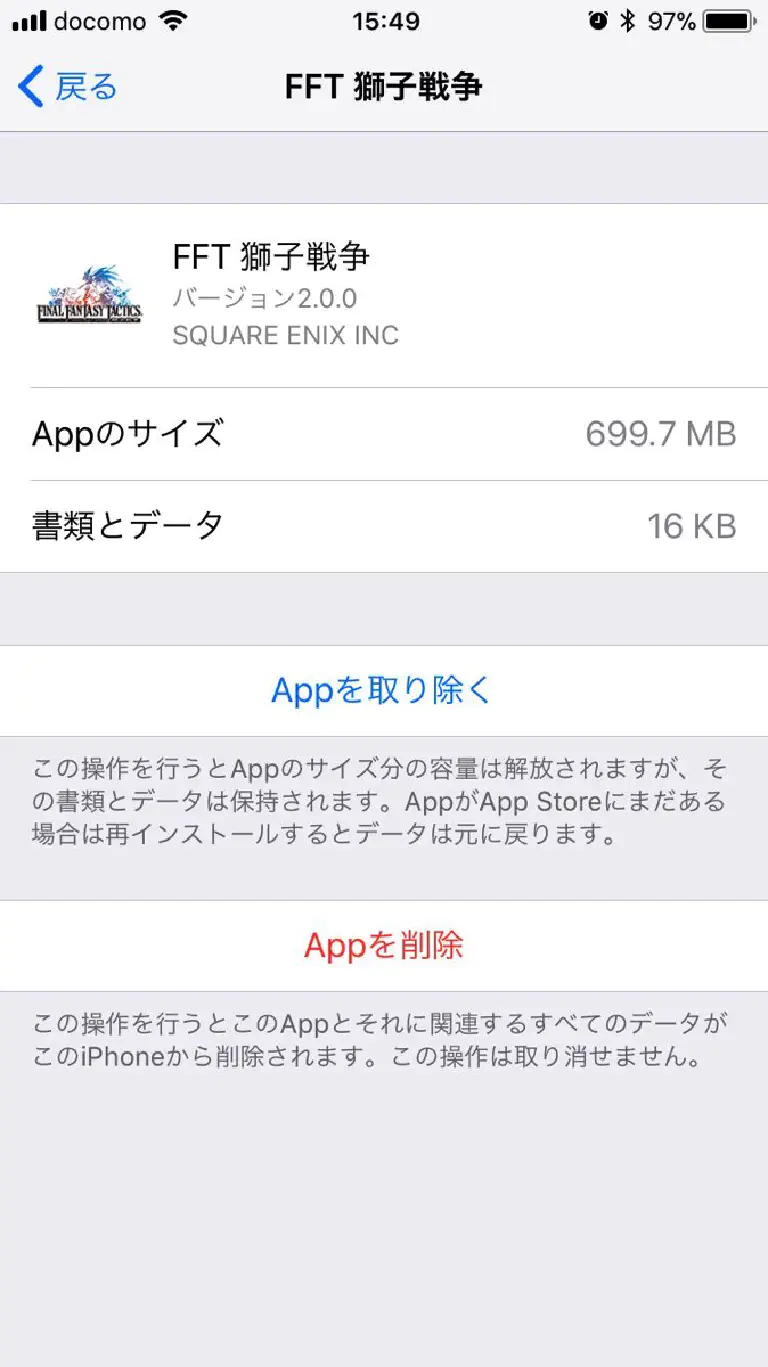 docomo 15:49 97%
戻る FFT 獅子戦争
FFT 獅子戦争
FINAL FANTASY TACTICS
バージョン2.0.0
SQUARE ENIX INC
Appのサイズ 699.7 MB
書類とデータ 16 KB
Appを取り除く
この操作を行うとAppのサイズ分の容量は解放されますが、そ
の書類とデータは保持されます。AppがApp Storeにまだある
場合は再インストールするとデータは元に戻ります。
Appを削除
この操作を行うとこのAppとそれに関連するすべてのデータが
このiPhoneから削除されます。この操作は取り消せません。